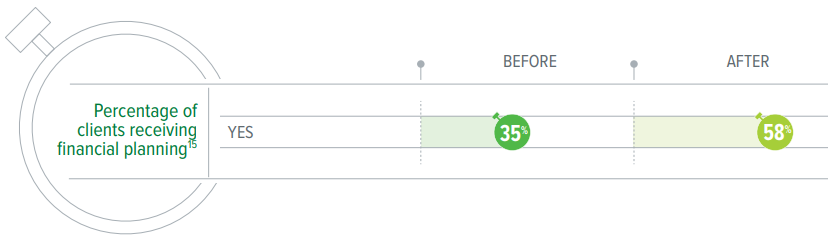 BEFORE
AFTER
Percentage of
clients receiving
financial planning15
YES
35%
58%